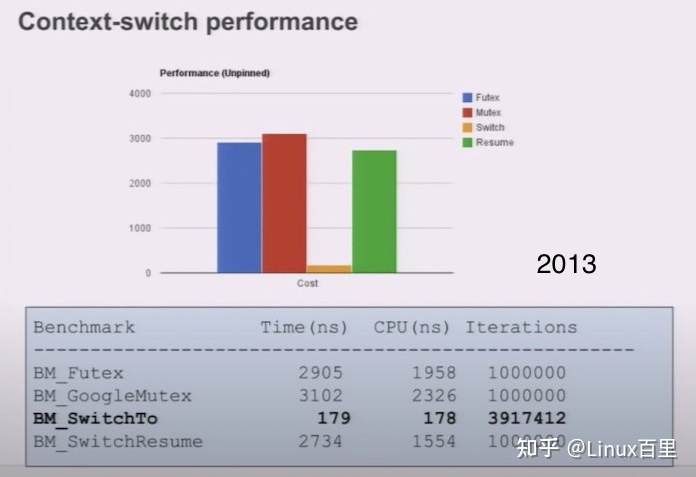 Context-switch performance
Performance (Unpinned)
4000
3000
2000
1000
0
Cost
Futex
Mutex
Switch
Resume
2013
Benchmark Time(ns) CPU(ns) Iterations
----------------------------------------------------
BM_Futex 2905 1958 1000000
BM_GoogleMutex 3102 2326 1000000
BM_SwitchTo 179 178 3917412
BM_SwitchResume 2734 1554 1000000
知乎 @Linux百里